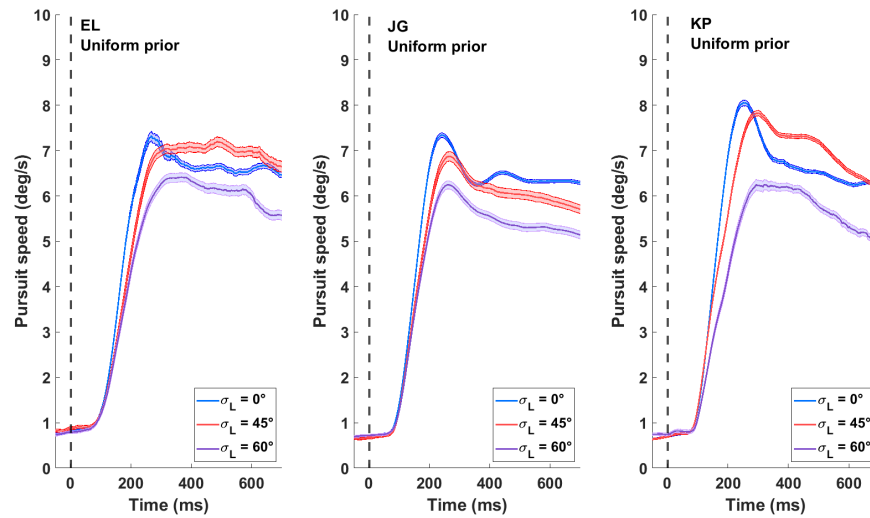 EL
Uniform prior
Pursuit speed (deg/s)
10
9
8
7
6
5
4
3
2
1
0
σL = 0°
σL = 45°
σL = 60°
0
200
400
600
Time (ms)
JG
Uniform prior
Pursuit speed (deg/s)
10
9
8
7
6
5
4
3
2
1
0
σL = 0°
σL = 45°
σL = 60°
0
200
400
600
Time (ms)
KP
Uniform prior
Pursuit speed (deg/s)
10
9
8
7
6
5
4
3
2
1
0
σL = 0°
σL = 45°
σL = 60°
0
200
400
600
Time (ms)